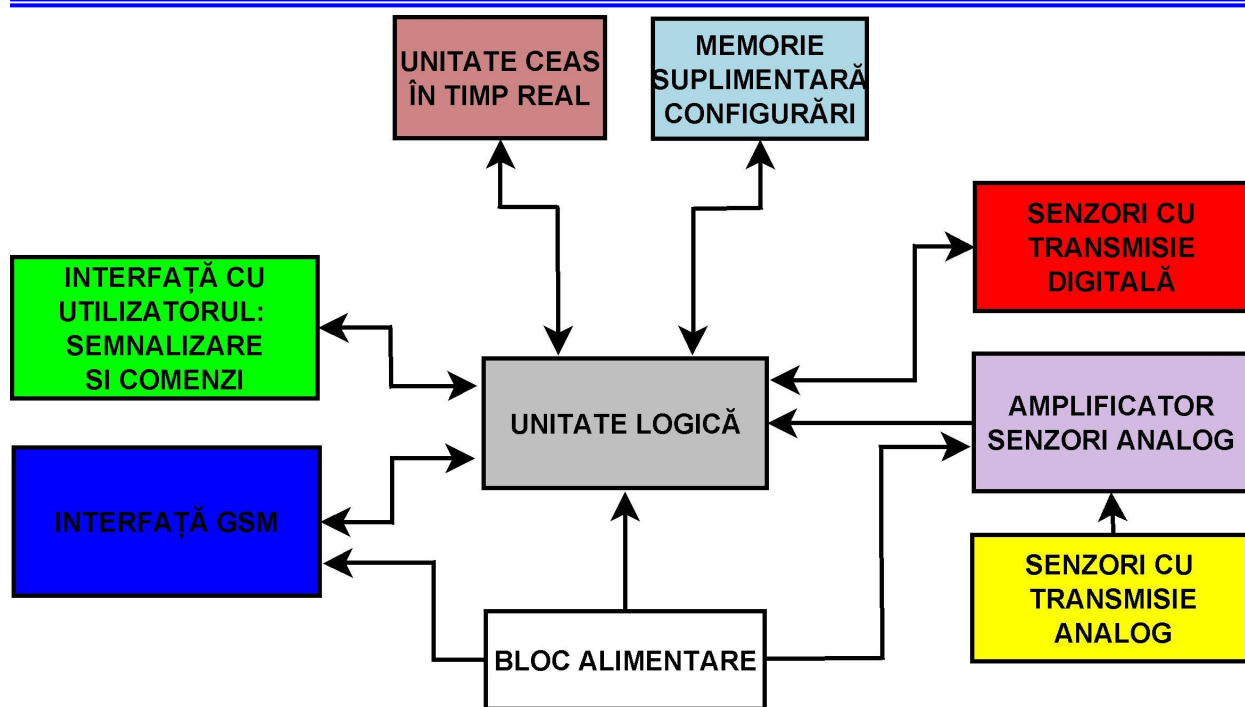 UNITATE CEAS
ÎN TIMP REAL
MEMORIE
SUPLIMENTARĂ
CONFIGURĂRI
SENZORI CU
TRANSMISIE
DIGITALĂ
INTERFAȚĂ CU
UTILIZATORUL:
SEMNALIZARE
SI COMENZI
UNITATE LOGICĂ
AMPLIFICATOR
SENZORI ANALOG
INTERFAȚĂ GSM
SENZORI CU
TRANSMISIE
ANALOG
BLOC ALIMENTARE